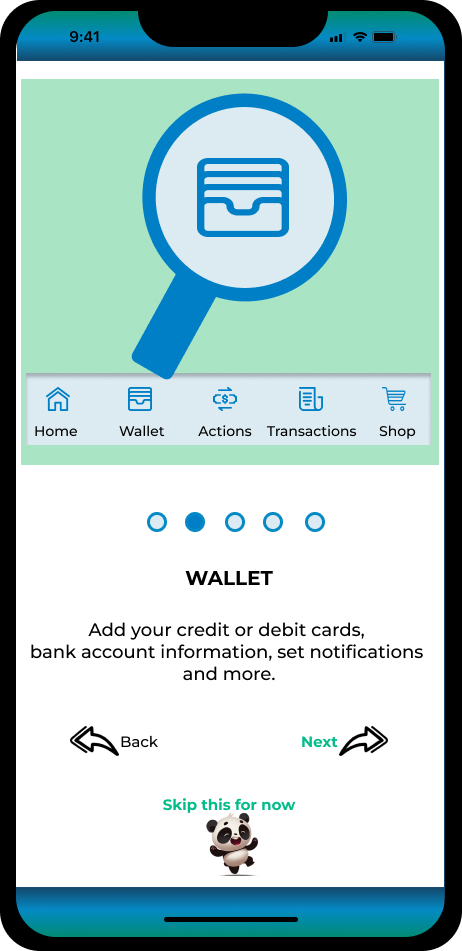 9:41
Home Wallet Actions Transactions Shop
WALLET
Add your credit or debit cards,
bank account information, set notifications
and more.
Back Next
Skip this for now